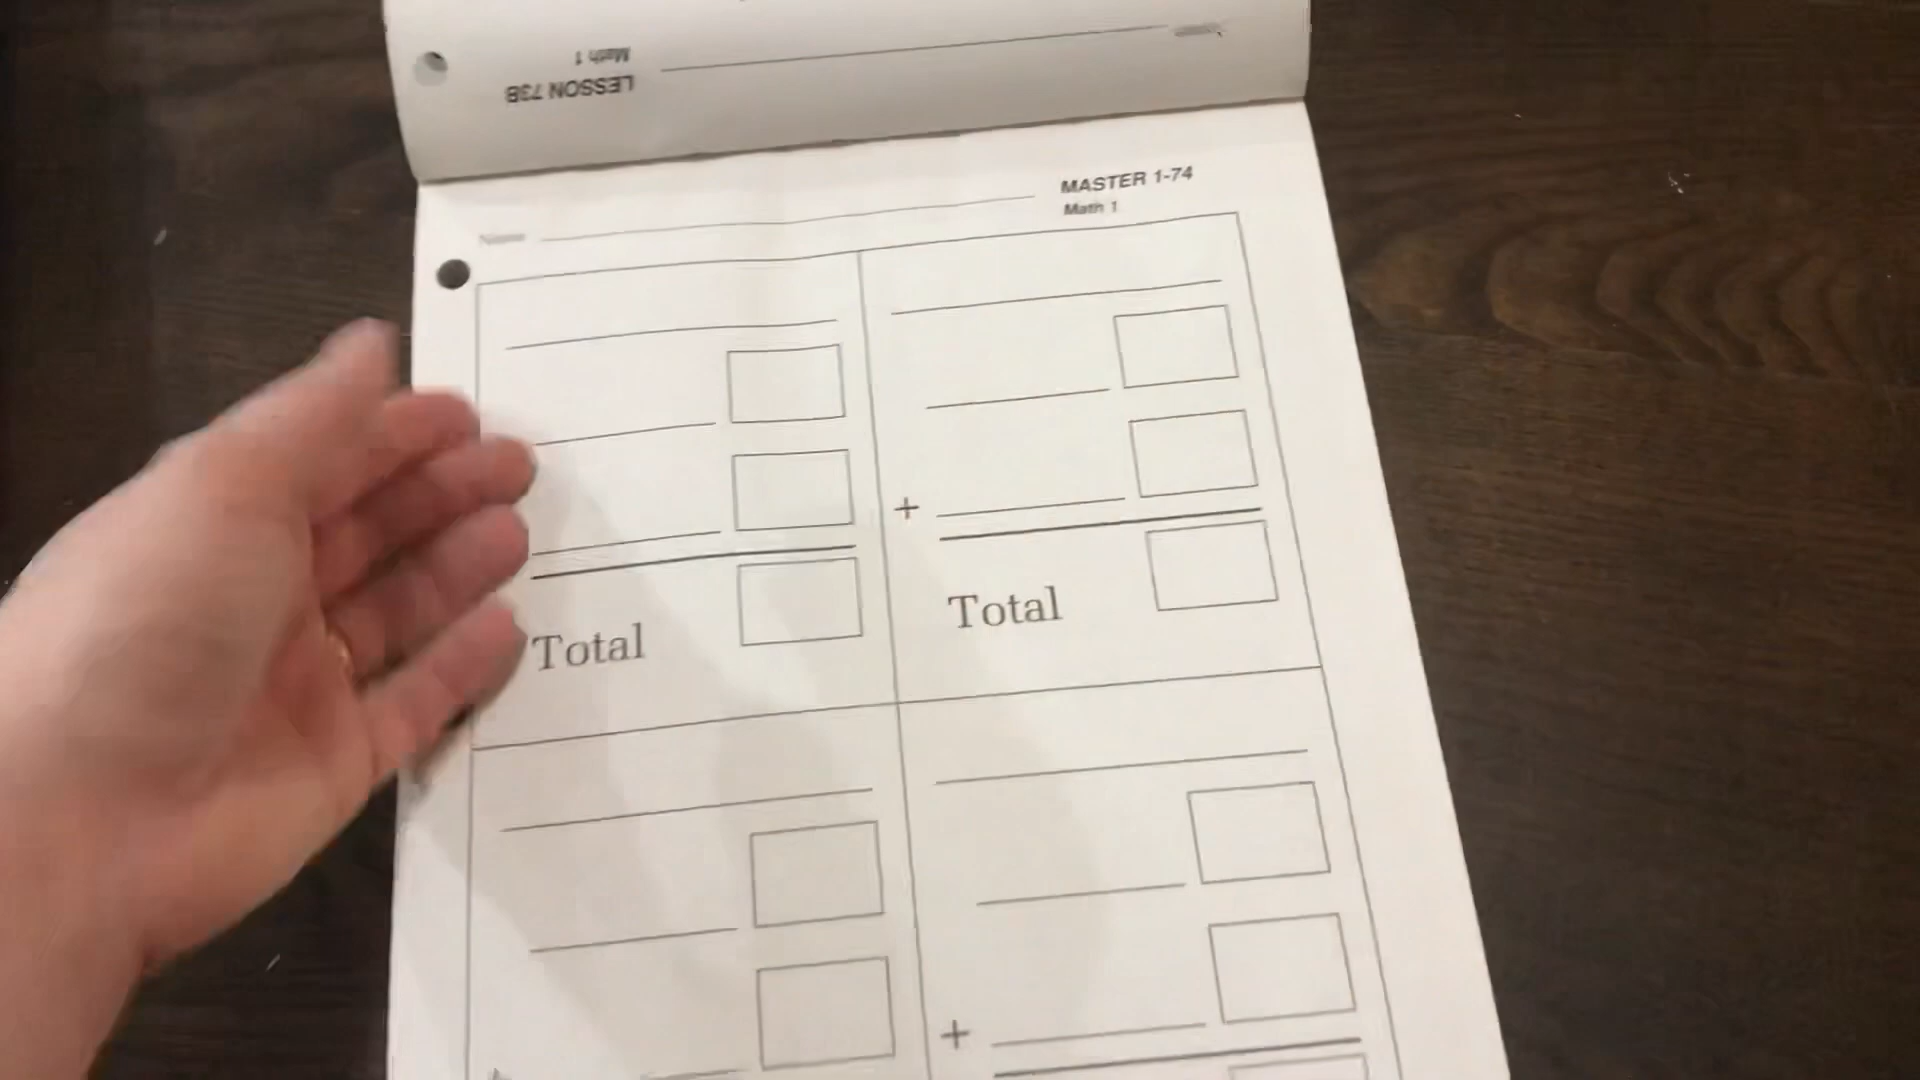 Math 1
LESSON 73B
MASTER 1-74
Math 1
Name
+
Total
Total
+